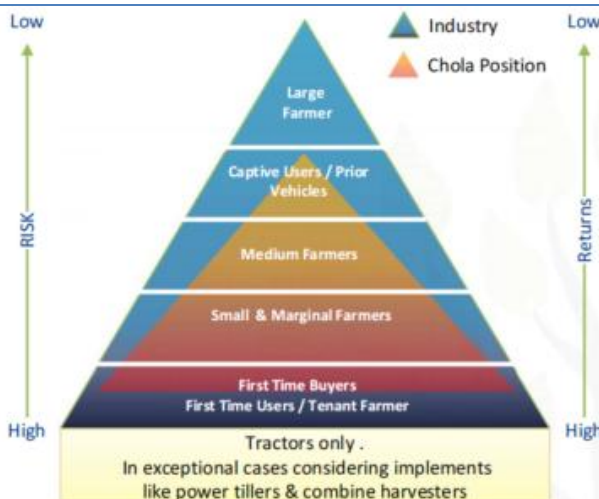 Low
Industry
Low
Chola Position
Large
Farmer
Captive Users / Prior
Vehicles
RISK
Returns
Medium Farmers
Small & Marginal Farmers
First Time Buyers
First Time Users / Tenant Farmer
High
High
Tractors only .
In exceptional cases considering implements
like power tillers & combine harvesters